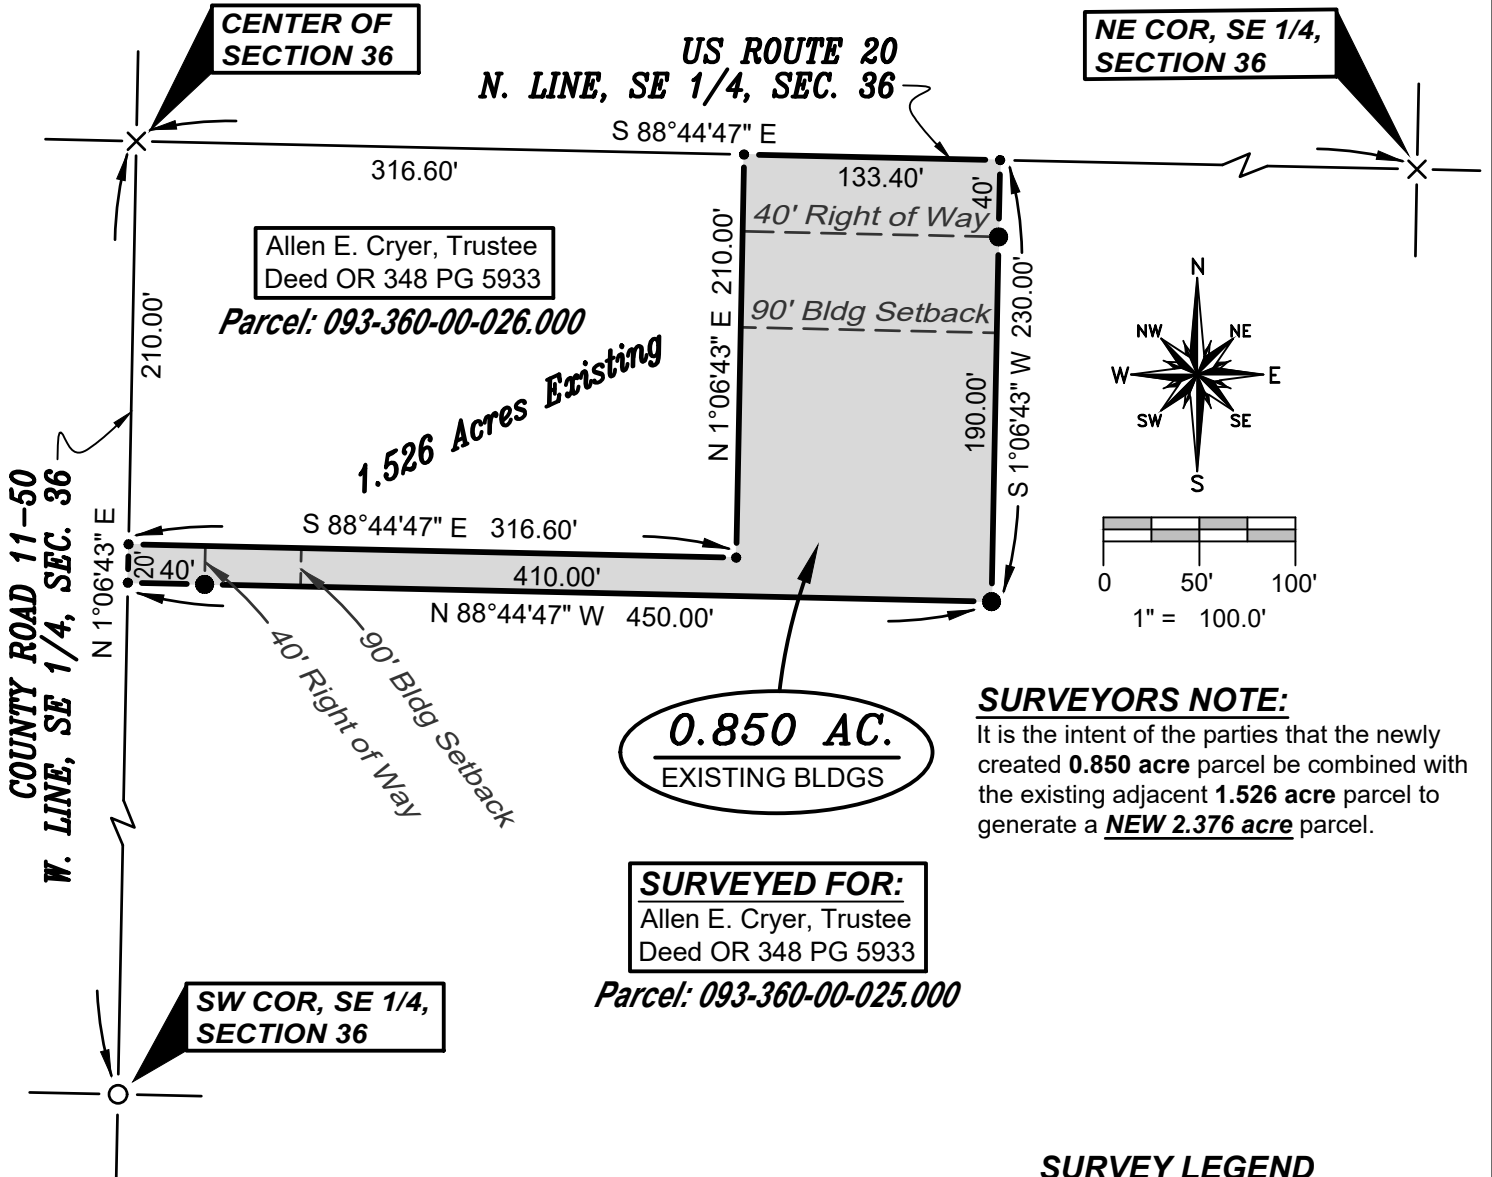 CENTER OF
SECTION 36
US ROUTE 20
N. LINE, SE 1/4, SEC. 36
NE COR, SE 1/4,
SECTION 36
S 88°44'47" E
316.60'
133.40'
40'
40' Right of Way
Allen E. Cryer, Trustee
Deed OR 348 PG 5933
Parcel: 093-360-00-026.000
210.00'
1.526 Acres Existing
N 1°06'43" E 210.00'
90' Bldg Setback
190.00'
S 1°06'43" W 230.00'
N
NW
NE
W
E
SW
SE
S
COUNTY ROAD 11-50
W. LINE, SE 1/4, SEC. 36
N 1°06'43" E
S 88°44'47" E 316.60'
20'
40'
410.00'
N 88°44'47" W 450.00'
40' Right of Way
90' Bldg Setback
0 50' 100'
1" = 100.0'
0.850 AC.
EXISTING BLDGS
SURVEYORS NOTE:
It is the intent of the parties that the newly
created 0.850 acre parcel be combined with
the existing adjacent 1.526 acre parcel to
generate a NEW 2.376 acre parcel.
SURVEYED FOR:
Allen E. Cryer, Trustee
Deed OR 348 PG 5933
Parcel: 093-360-00-025.000
SW COR, SE 1/4,
SECTION 36
SURVEY LEGEND